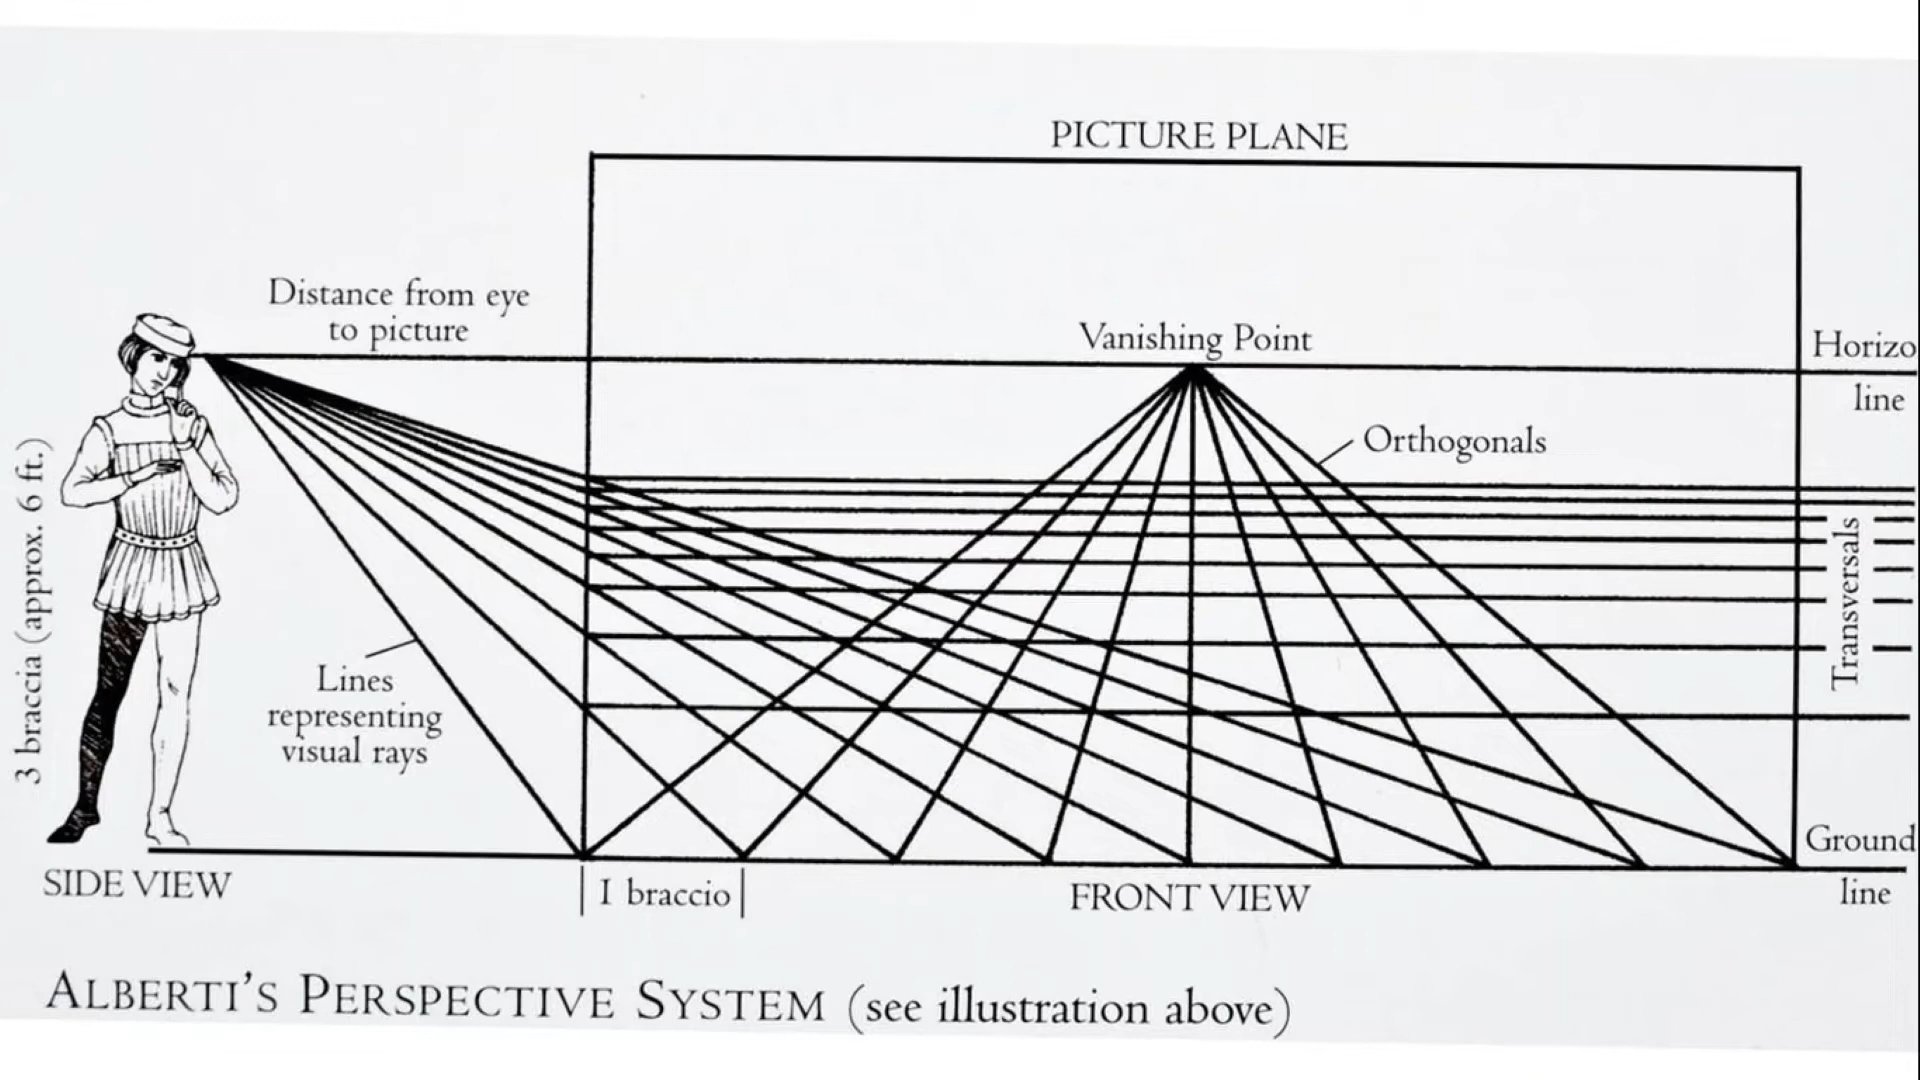 PICTURE PLANE
Distance from eye
to picture
Vanishing Point
Horizo
line
Orthogonals
Transversals
3 braccia (approx. 6 ft.)
Lines
representing
visual rays
Ground
line
SIDE VIEW
I braccio
FRONT VIEW
ALBERTI'S PERSPECTIVE SYSTEM (see illustration above)